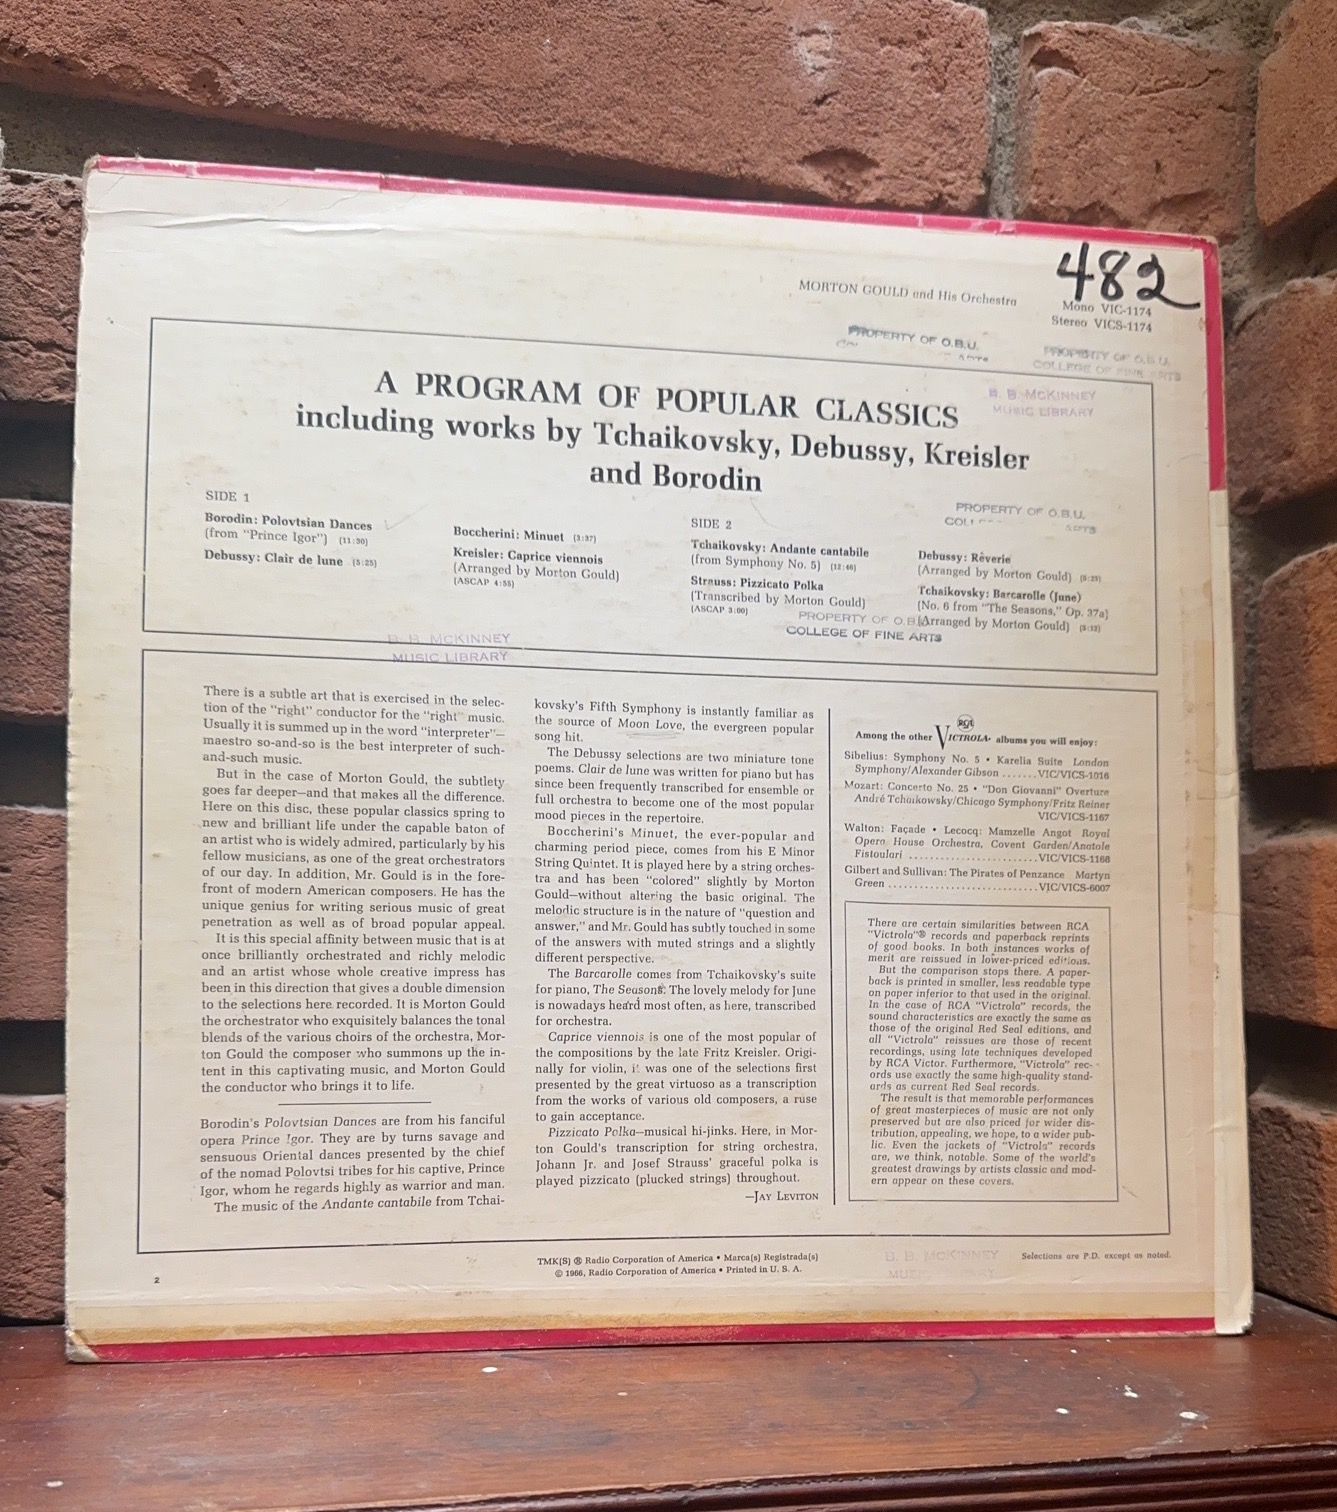 482
MORTON GOULD and His Orchestra
Mono VIC-1174
Stereo VICS-1174
PROPERTY OF O.B.U.
PROPERTY OF O.B.U.
COLLEGE OF FINE ARTS
B. B. McKINNEY
MUSIC LIBRARY
A PROGRAM OF POPULAR CLASSICS
including works by Tchaikovsky, Debussy, Kreisler
and Borodin
SIDE 1
Borodin: Polovtsian Dances
(from "Prince Igor") (11:30)
Debussy: Clair de lune (5:25)
Boccherini: Minuet (3:37)
Kreisler: Caprice viennois
(Arranged by Morton Gould)
(ASCAP 4:55)
SIDE 2
Tchaikovsky: Andante cantabile
(from Symphony No. 5) (12:46)
Strauss: Pizzicato Polka
(Transcribed by Morton Gould)
(ASCAP 3:00)
PROPERTY OF O.B.U.
ARTS
Debussy: Rêverie
(Arranged by Morton Gould)
Tchaikovsky: Barcarolle (June)
(No. 6 from "The Seasons," Op. 37a)
(Arranged by Morton Gould)
PROPERTY OF O.B.
COLLEGE OF FINE ARTS
B. B. McKINNEY
MUSIC LIBRARY
There is a subtle art that is exercised in the selec-
tion of the "right" conductor for the "right" music.
Usually it is summed up in the word "interpreter"—
maestro so-and-so is the best interpreter of such-
and-such music.
But in the case of Morton Gould, the subtlety
goes far deeper—and that makes all the difference.
Here on this disc, these popular classics spring to
new and brilliant life under the capable baton of
an artist who is widely admired, particularly by his
fellow musicians, as one of the great orchestrators
of our day. In addition, Mr. Gould is in the fore-
front of modern American composers. He has the
unique genius for writing serious music of great
penetration as well as of broad popular appeal.
It is this special affinity between music that is at
once brilliantly orchestrated and richly melodic
and an artist whose whole creative impress has
been in this direction that gives a double dimension
to the selections here recorded. It is Morton Gould
the orchestrator who exquisitely balances the tonal
blends of the various choirs of the orchestra, Mor-
ton Gould the composer who summons up the in-
tent in this captivating music, and Morton Gould
the conductor who brings it to life.
Borodin's Polovtsian Dances are from his fanciful
opera Prince Igor. They are by turns savage and
sensuous Oriental dances presented by the chief
of the nomad Polovtsi tribes for his captive, Prince
Igor, whom he regards highly as warrior and man.
The music of the Andante cantabile from Tchai-
kovsky's Fifth Symphony is instantly familiar as
the source of Moon Love, the evergreen popular
song hit.
The Debussy selections are two miniature tone
poems. Clair de lune was written for piano but has
since been frequently transcribed for ensemble or
full orchestra to become one of the most popular
mood pieces in the repertoire.
Boccherini's Minuet, the ever-popular and
charming period piece, comes from his E Minor
String Quintet. It is played here by a string orches-
tra and has been "colored" slightly by Morton
Gould—without altering the basic original. The
melodic structure is in the nature of "question and
answer," and Mr. Gould has subtly touched in some
of the answers with muted strings and a slightly
different perspective.
The Barcarolle comes from Tchaikovsky's suite
for piano, The Seasons. The lovely melody for June
is nowadays heard most often, as here, transcribed
for orchestra.
Caprice viennois is one of the most popular of
the compositions by the late Fritz Kreisler. Origi-
nally for violin, it was one of the selections first
presented by the great virtuoso as a transcription
from the works of various old composers, a ruse
to gain acceptance.
Pizzicato Polka—musical hi-jinks. Here, in Mor-
ton Gould's transcription for string orchestra,
Johann Jr. and Josef Strauss' graceful polka is
played pizzicato (plucked strings) throughout.
—JAY LEVITON
RCA
Among the other VICTROLA albums you will enjoy:
Sibelius: Symphony No. 5 • Karelia Suite London
Symphony/Alexander Gibson .......VIC/VICS-1016
Mozart: Concerto No. 25 • "Don Giovanni" Overture
André Tchaikowsky/Chicago Symphony/Fritz Reiner
VIC/VICS-1167
Walton: Façade • Lecocq: Mamzelle Angot Royal
Opera House Orchestra, Covent Garden/Anatole
Fistoulari .........................VIC/VICS-1168
Gilbert and Sullivan: The Pirates of Penzance Martyn
Green ............................VIC/VICS-6007
There are certain similarities between RCA
"Victrola"® records and paperback reprints
of good books. In both instances works of
merit are reissued in lower-priced editions.
But the comparison stops there. A paper-
back is printed in smaller, less readable type
on paper inferior to that used in the original.
In the case of RCA "Victrola" records, the
sound characteristics are exactly the same as
those of the original Red Seal editions, and
all "Victrola" reissues are those of recent
recordings, using late techniques developed
by RCA Victor. Furthermore, "Victrola" rec-
ords use exactly the same high-quality stand-
ards as current Red Seal records.
The result is that memorable performances
of great masterpieces of music are not only
preserved but are also priced for wider dis-
tribution, appealing, we hope, to a wider pub-
lic. Even the jackets of "Victrola" records
are, we think, notable. Some of the world's
greatest drawings by artists classic and mod-
ern appear on these covers.
TMK(S) ® Radio Corporation of America • Marca(s) Registrada(s)
© 1966, Radio Corporation of America • Printed in U. S. A.
B. B. McKINNEY
Selections are P.D. except as noted.
2